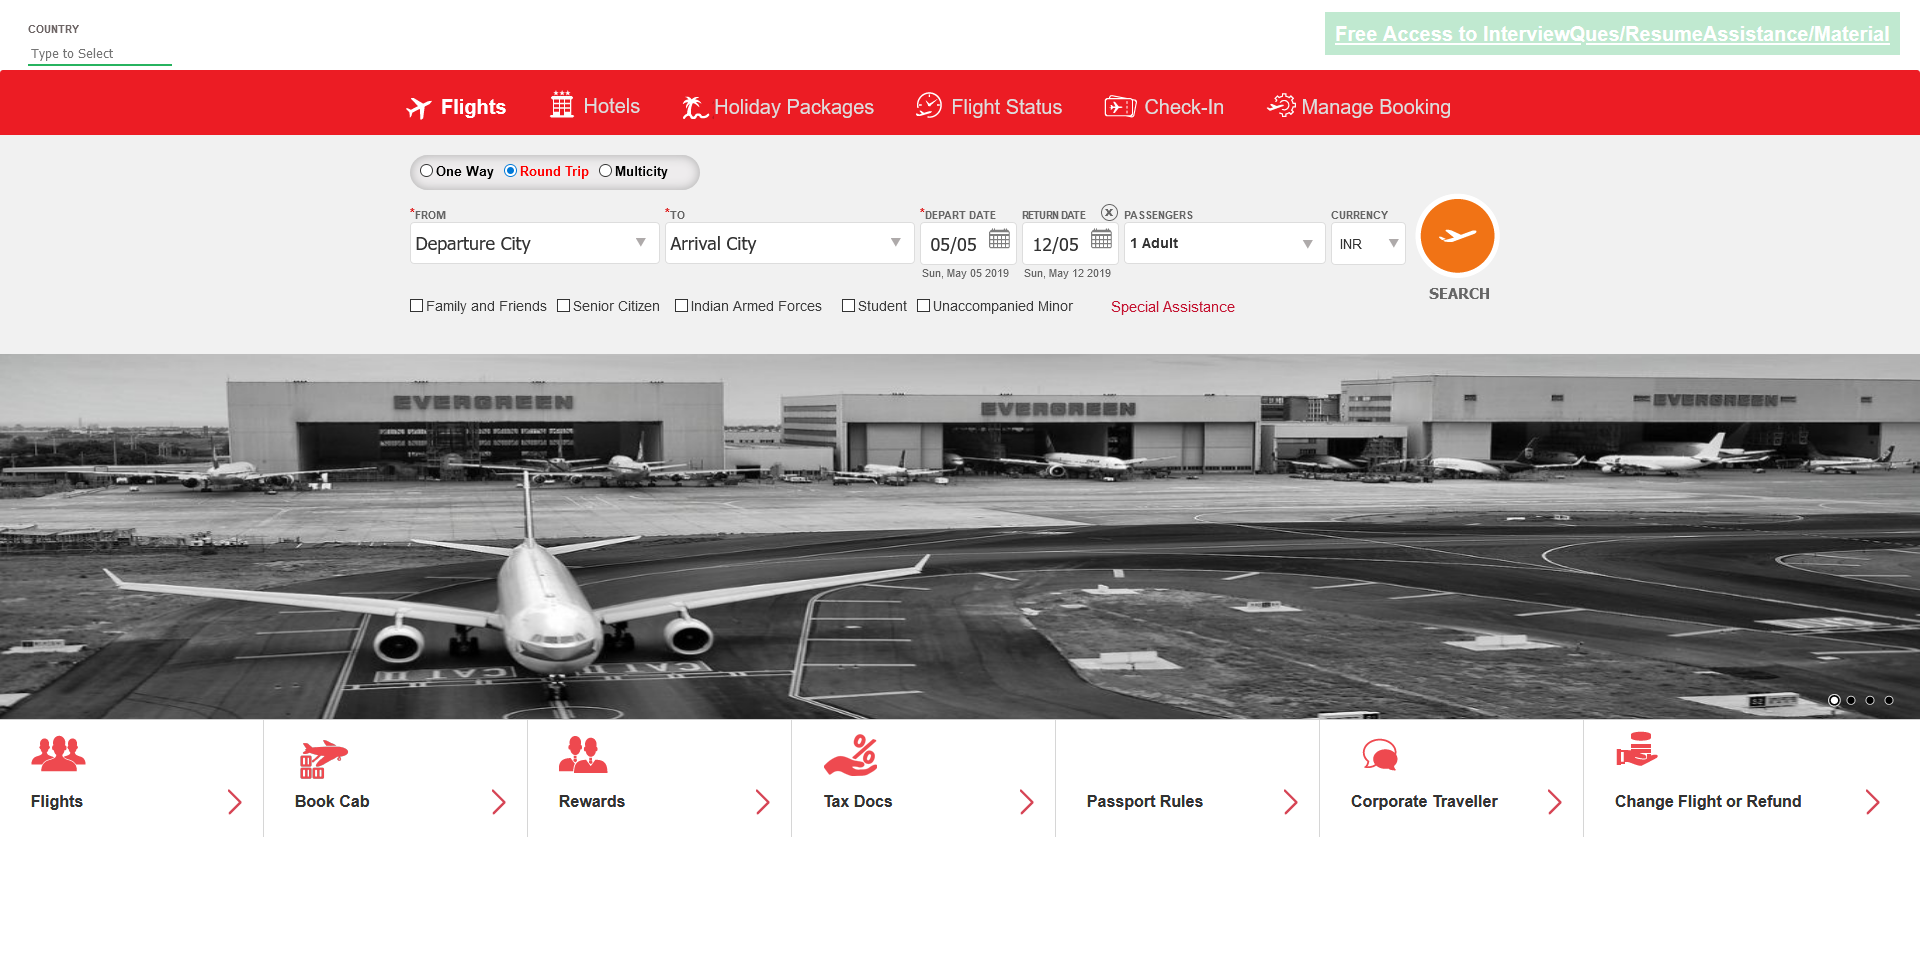 COUNTRY
Type to Select
Free Access to InterviewQues/ResumeAssistance/Material
Flights
Hotels
Holiday Packages
Flight Status
Check-In
Manage Booking
One Way
Round Trip
Multicity
*FROM
*TO
*DEPART DATE
RETURN DATE
PASSENGERS
CURRENCY
Departure City
Arrival City
05/05
12/05
1 Adult
INR
Sun, May 05 2019
Sun, May 12 2019
SEARCH
Family and Friends
Senior Citizen
Indian Armed Forces
Student
Unaccompanied Minor
Special Assistance
EVERGREEN
EVERGREEN
EVERGREEN
CAT II
CAT II
Flights
Book Cab
Rewards
Tax Docs
Passport Rules
Corporate Traveller
Change Flight or Refund